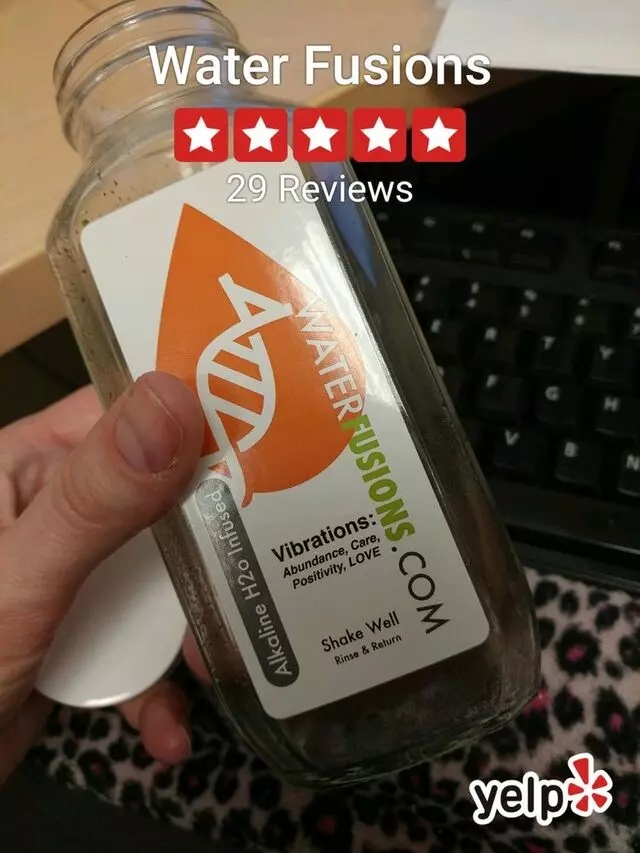 Water Fusions
29 Reviews
WATERFUSIONS.COM
Alkaline H2o Infused
Vibrations:
Abundance, Care,
Positivity, LOVE
Shake Well
Rinse & Return
E
R
T
Y
F
G
H
V
B
N
yelp